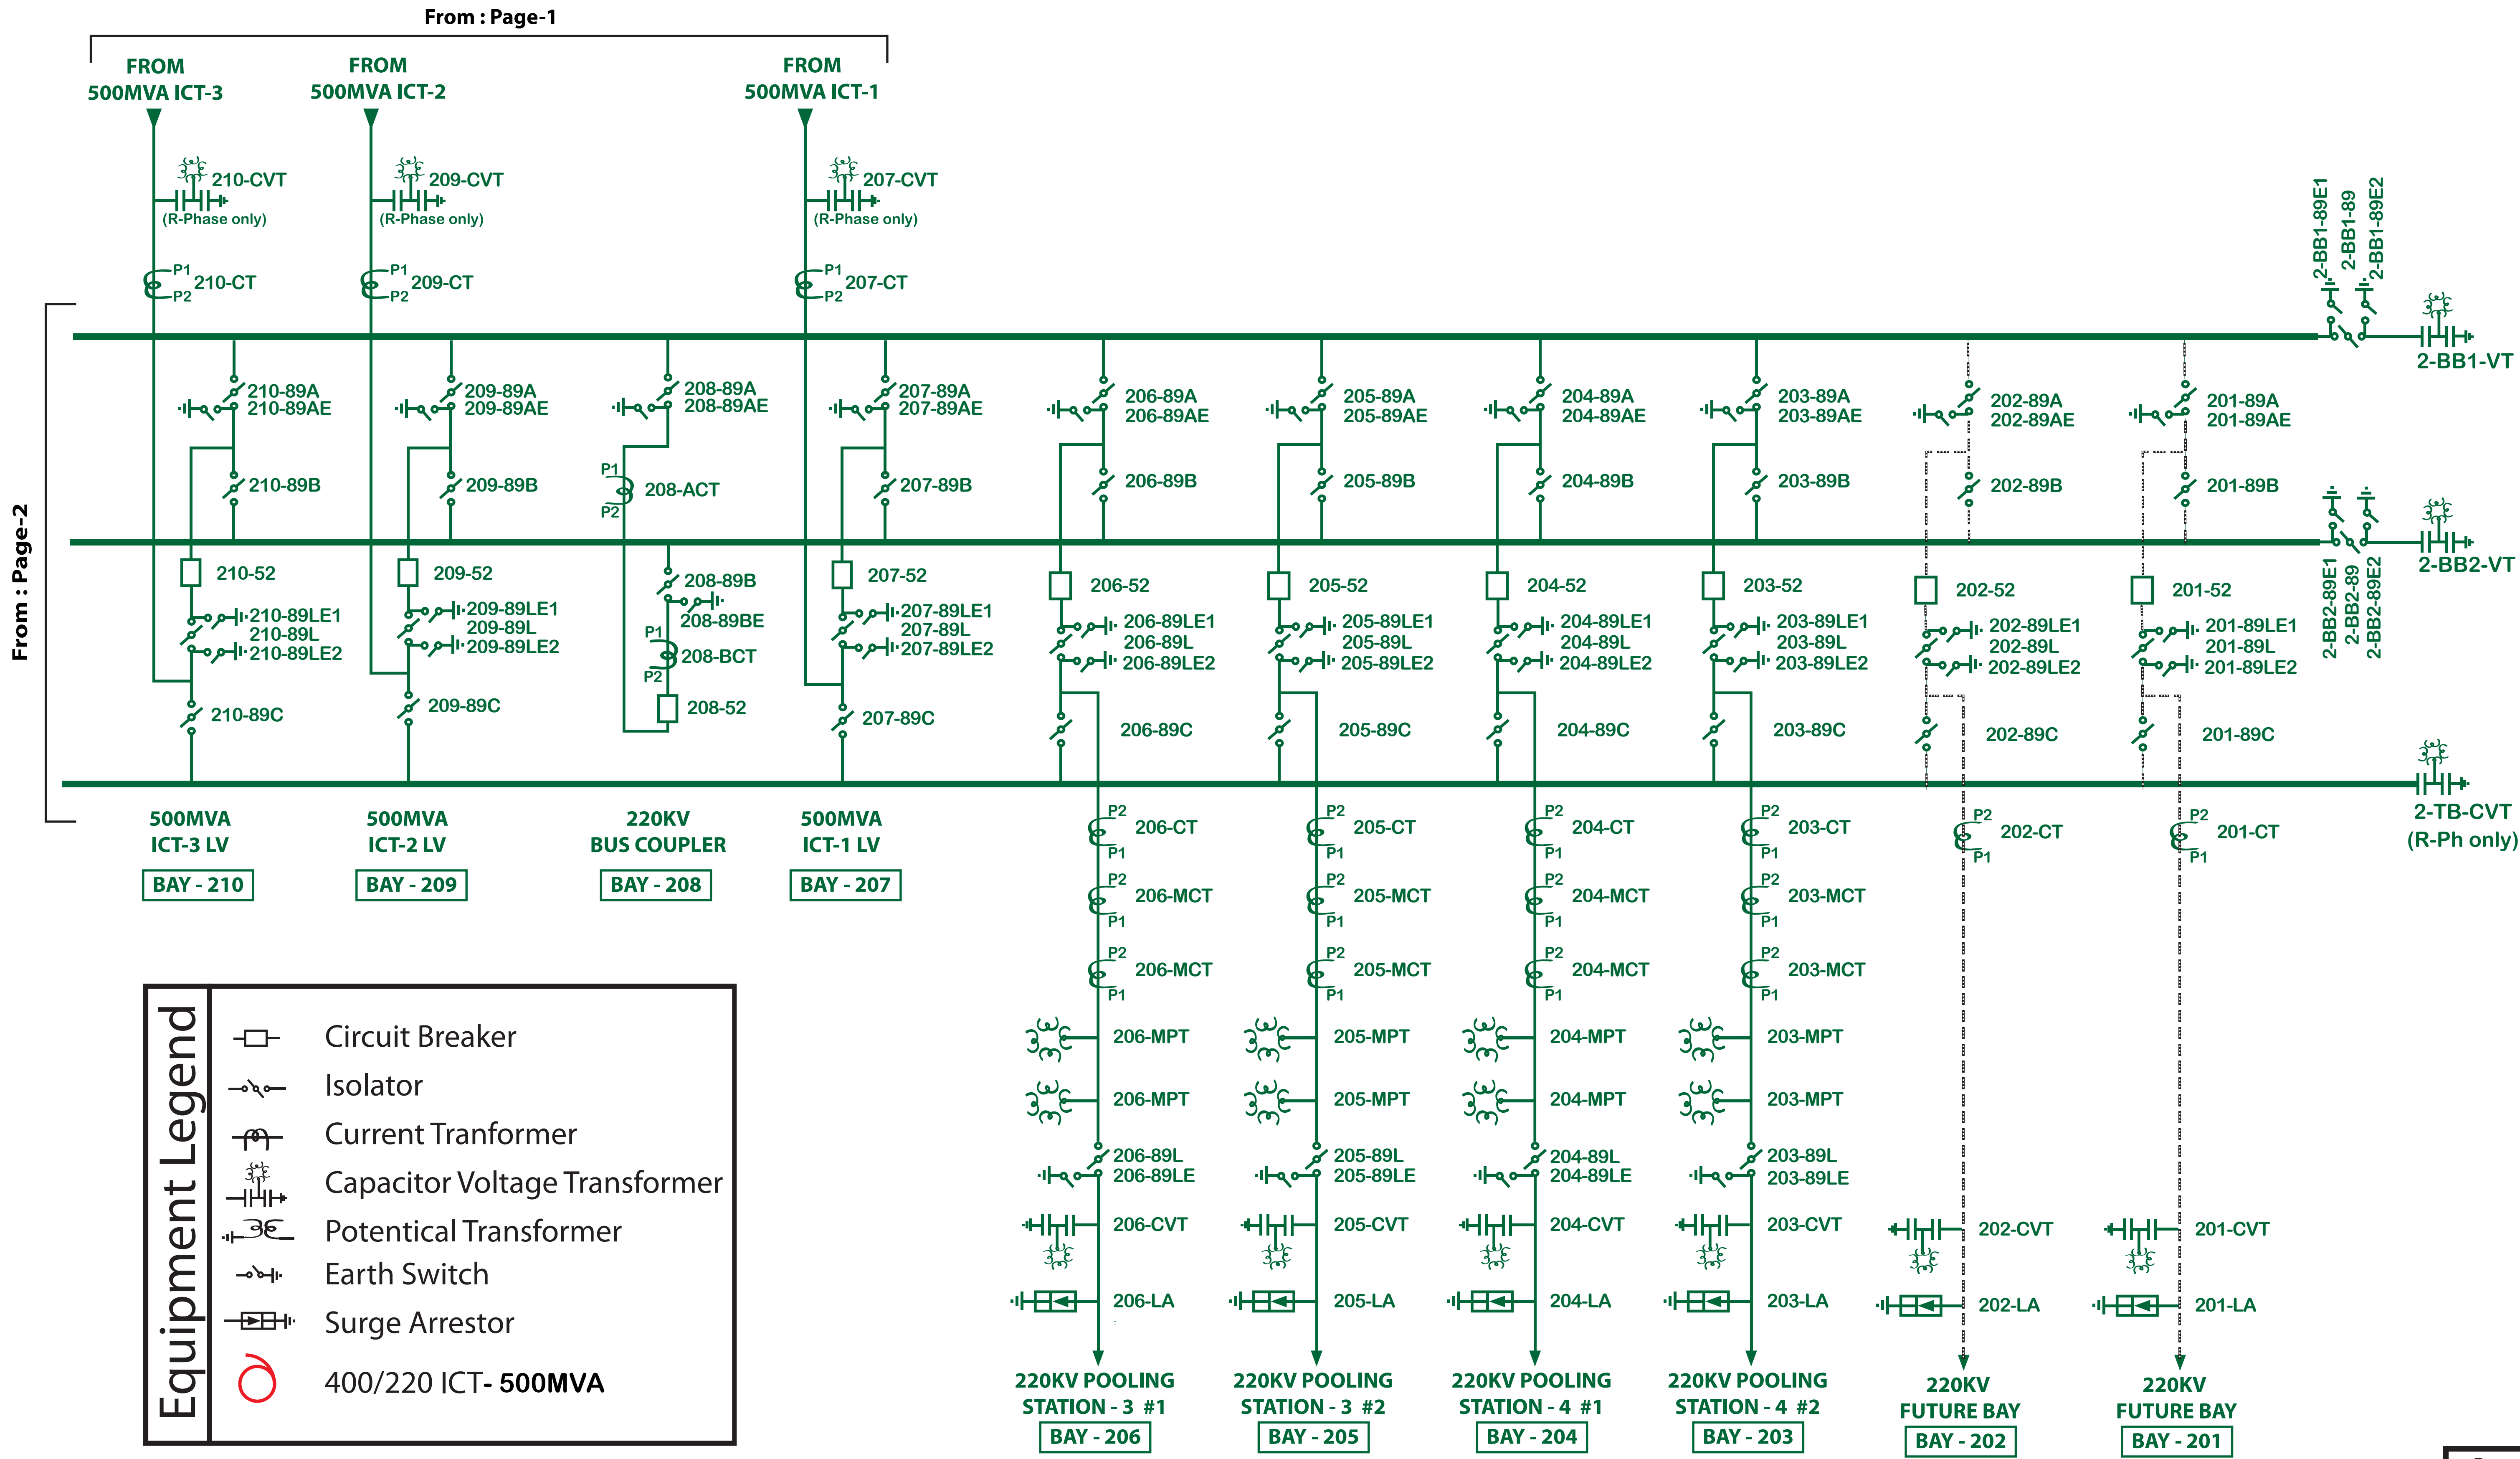 From : Page-1
FROM
500MVA ICT-3
FROM
500MVA ICT-2
FROM
500MVA ICT-1
210-CVT
(R-Phase only)
209-CVT
(R-Phase only)
207-CVT
(R-Phase only)
P1
210-CT
P2
P1
209-CT
P2
P1
207-CT
P2
2-BB1-89E1
2-BB1-89
2-BB1-89E2
2-BB1-VT
From : Page-2
210-89A
210-89AE
209-89A
209-89AE
208-89A
208-89AE
207-89A
207-89AE
206-89A
206-89AE
205-89A
205-89AE
204-89A
204-89AE
203-89A
203-89AE
202-89A
202-89AE
201-89A
201-89AE
210-89B
209-89B
P1
208-ACT
P2
207-89B
206-89B
205-89B
204-89B
203-89B
202-89B
201-89B
2-BB2-89E1
2-BB2-89
2-BB2-89E2
2-BB2-VT
210-52
209-52
208-89B
208-89BE
207-52
206-52
205-52
204-52
203-52
202-52
201-52
210-89LE1
210-89L
210-89LE2
209-89LE1
209-89L
209-89LE2
P1
208-BCT
P2
207-89LE1
207-89L
207-89LE2
206-89LE1
206-89L
206-89LE2
205-89LE1
205-89L
205-89LE2
204-89LE1
204-89L
204-89LE2
203-89LE1
203-89L
203-89LE2
202-89LE1
202-89L
202-89LE2
201-89LE1
201-89L
201-89LE2
210-89C
209-89C
208-52
207-89C
206-89C
205-89C
204-89C
203-89C
202-89C
201-89C
2-TB-CVT
(R-Ph only)
500MVA
ICT-3 LV
BAY - 210
500MVA
ICT-2 LV
BAY - 209
220KV
BUS COUPLER
BAY - 208
500MVA
ICT-1 LV
BAY - 207
P2
206-CT
P1
P2
205-CT
P1
P2
204-CT
P1
P2
203-CT
P1
P2
202-CT
P1
P2
201-CT
P1
P2
206-MCT
P1
P2
205-MCT
P1
P2
204-MCT
P1
P2
203-MCT
P1
P2
206-MCT
P1
P2
205-MCT
P1
P2
204-MCT
P1
P2
203-MCT
P1
206-MPT
205-MPT
204-MPT
203-MPT
206-MPT
205-MPT
204-MPT
203-MPT
206-89L
206-89LE
205-89L
205-89LE
204-89L
204-89LE
203-89L
203-89LE
206-CVT
205-CVT
204-CVT
203-CVT
202-CVT
201-CVT
206-LA
205-LA
204-LA
203-LA
202-LA
201-LA
220KV POOLING
STATION - 3 #1
BAY - 206
220KV POOLING
STATION - 3 #2
BAY - 205
220KV POOLING
STATION - 4 #1
BAY - 204
220KV POOLING
STATION - 4 #2
BAY - 203
220KV
FUTURE BAY
BAY - 202
220KV
FUTURE BAY
BAY - 201
Equipment Legend
Circuit Breaker
Isolator
Current Tranformer
Capacitor Voltage Transformer
Potentical Transformer
Earth Switch
Surge Arrestor
400/220 ICT- 500MVA